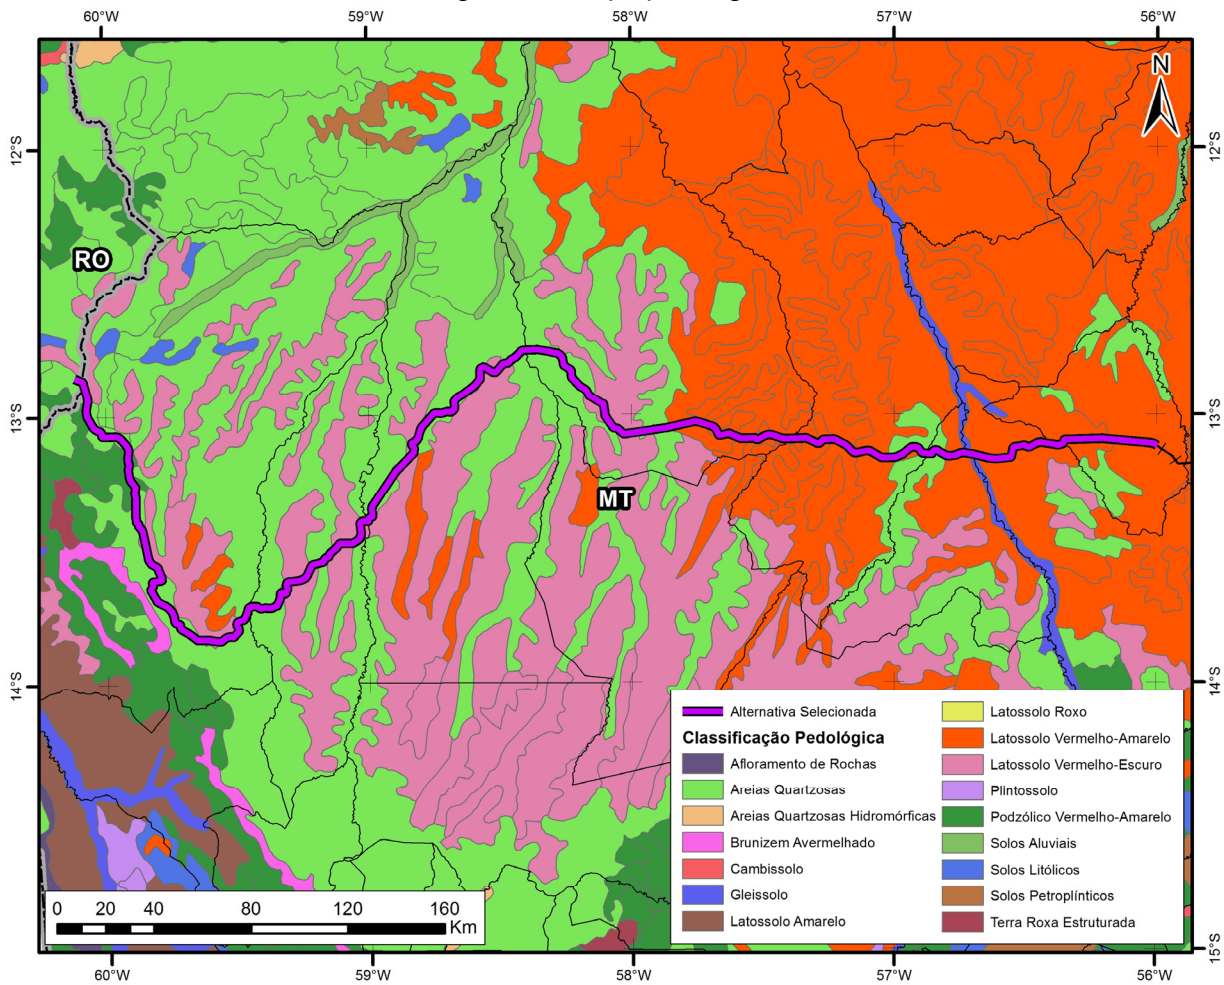 60°W 59°W 58°W 57°W 56°W
N
12°S 12°S
RO
13°S 13°S
MT
14°S 14°S
Alternativa Selecionada
Classificação Pedológica
Afloramento de Rochas
Areias Quartzosas
Areias Quartzosas Hidromórficas
Brunizem Avermelhado
Cambissolo
Gleissolo
Latossolo Amarelo
Latossolo Roxo
Latossolo Vermelho-Amarelo
Latossolo Vermelho-Escuro
Plintossolo
Podzólico Vermelho-Amarelo
Solos Aluviais
Solos Litólicos
Solos Petroplínticos
Terra Roxa Estruturada
0 20 40 80 120 160
Km
15°S
60°W 59°W 58°W 57°W 56°W